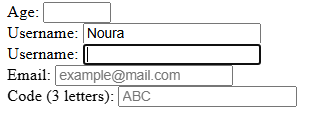 Age:
Username: Noura
Username:
Email: example@mail.com
Code (3 letters): ABC